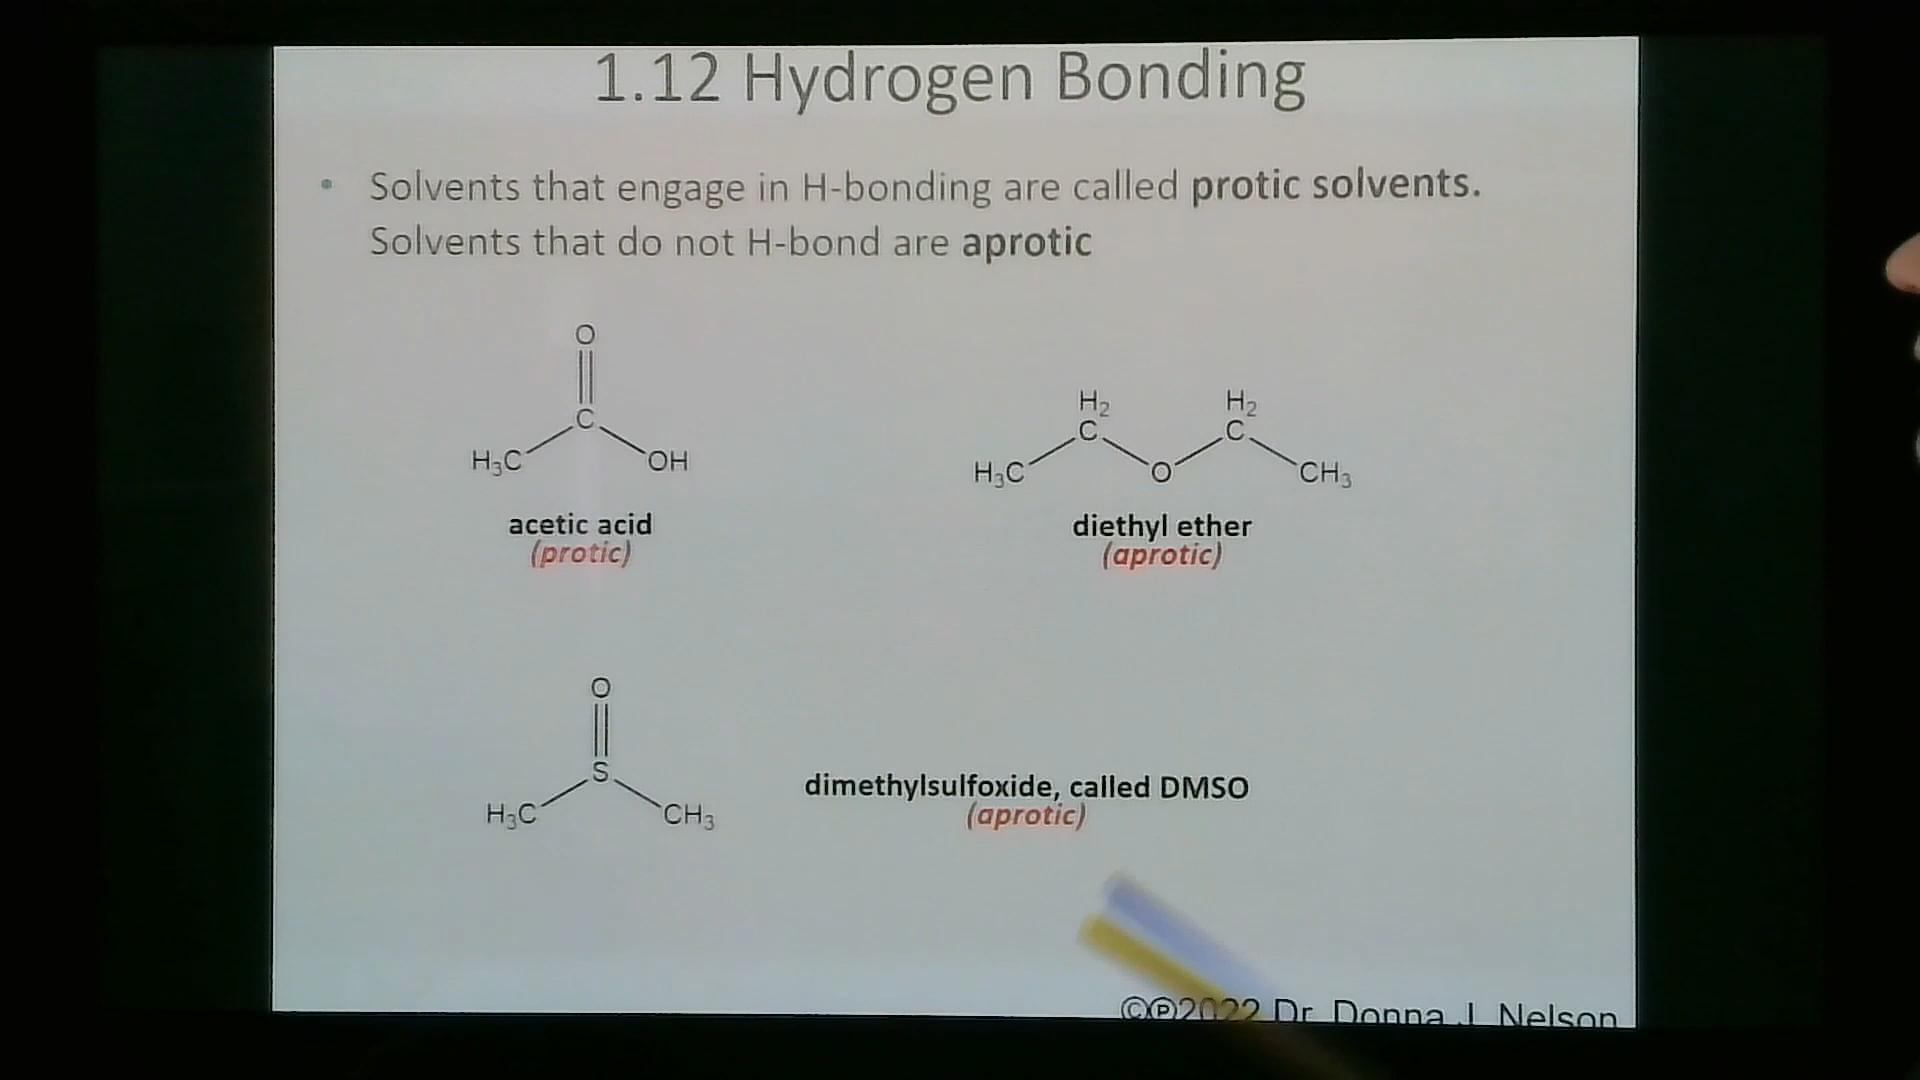 1.12 Hydrogen Bonding
• Solvents that engage in H-bonding are called protic solvents.
Solvents that do not H-bond are aprotic
O
C
H₃C OH
acetic acid
(protic)
H₂ H₂
C C
H₃C O CH₃
diethyl ether
(aprotic)
O
S
H₃C CH₃
dimethylsulfoxide, called DMSO
(aprotic)
©℗2022 Dr. Donna J. Nelson